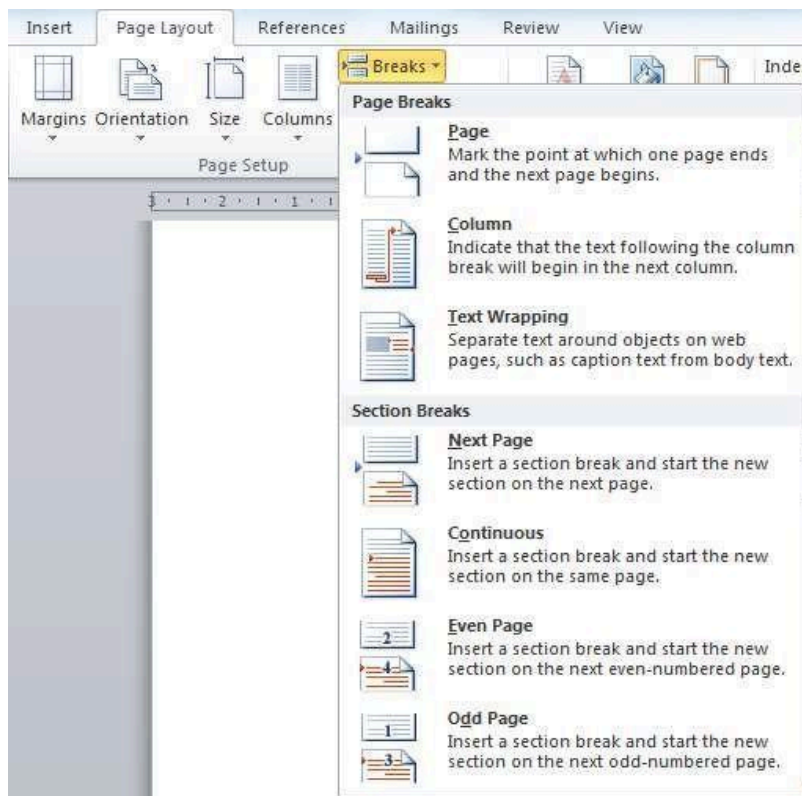 Insert Page Layout References Mailings Review View
Breaks
Inde
Margins Orientation Size Columns
Page Setup
3 2 1 1
Page Breaks
Page
Mark the point at which one page ends
and the next page begins.
Column
Indicate that the text following the column
break will begin in the next column.
Text Wrapping
Separate text around objects on web
pages, such as caption text from body text.
Section Breaks
Next Page
Insert a section break and start the new
section on the next page.
Continuous
Insert a section break and start the new
section on the same page.
2
4
Even Page
Insert a section break and start the new
section on the next even-numbered page.
1
3
Odd Page
Insert a section break and start the new
section on the next odd-numbered page.